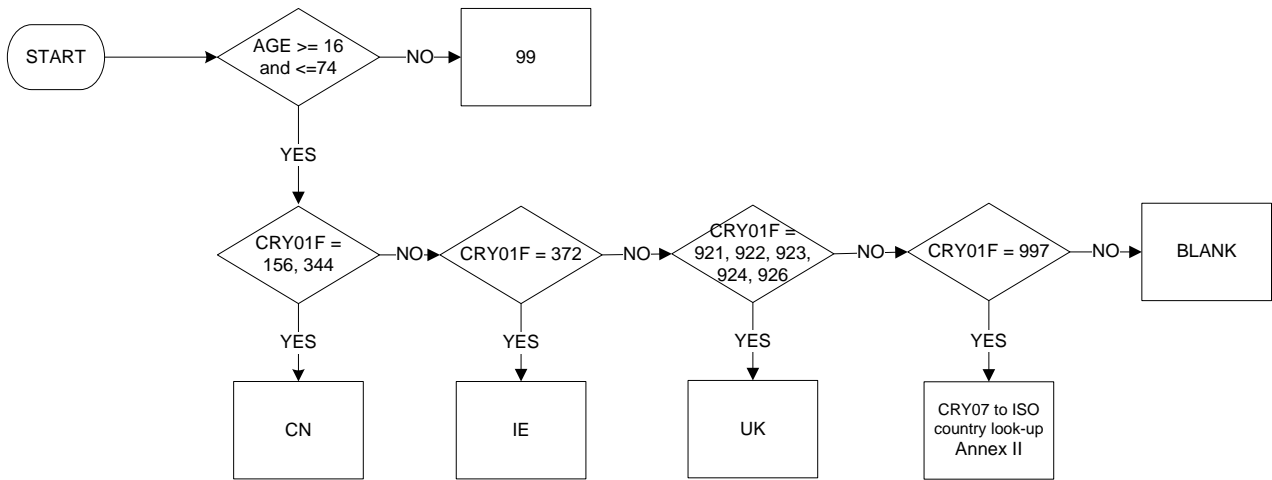 START
AGE >= 16
and <=74
NO
99
YES
CRY01F =
156, 344
NO
CRY01F = 372
NO
CRY01F =
921, 922, 923,
924, 926
NO
CRY01F = 997
NO
BLANK
YES
YES
YES
YES
CN
IE
UK
CRY07 to ISO
country look-up
Annex II